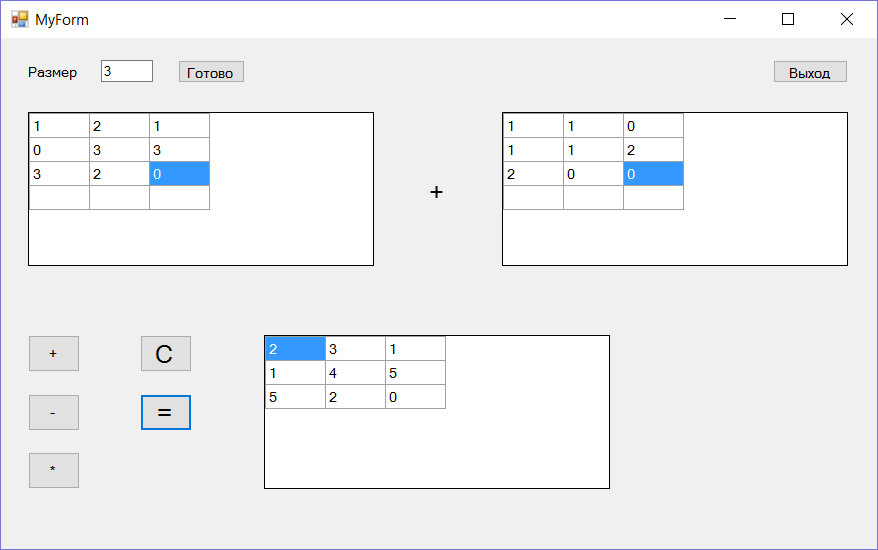 MyForm
Размер 3 Готово Выход
1 2 1
0 3 3
3 2 0
+
1 1 0
1 1 2
2 0 0
+ C
- =
*
2 3 1
1 4 5
5 2 0